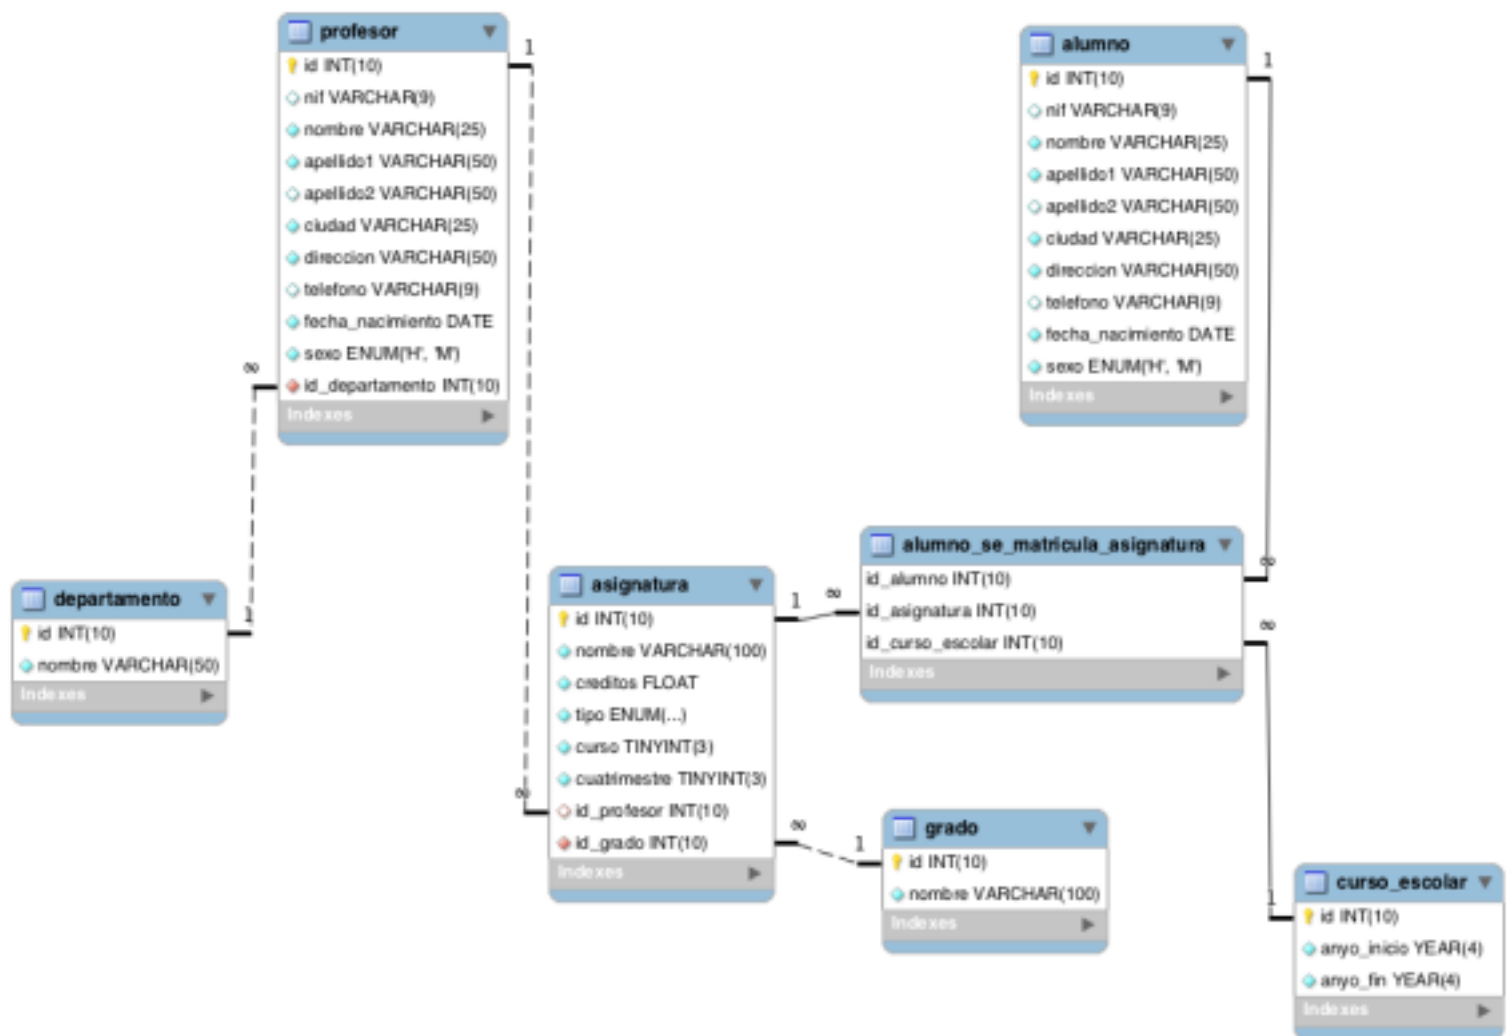 profesor
id INT(10)
nif VARCHAR(9)
nombre VARCHAR(25)
apellido1 VARCHAR(50)
apellido2 VARCHAR(50)
ciudad VARCHAR(25)
direccion VARCHAR(50)
telefono VARCHAR(9)
fecha_nacimiento DATE
sexo ENUM('H', 'M')
id_departamento INT(10)
Indexes
1
∞
alumno
id INT(10)
nif VARCHAR(9)
nombre VARCHAR(25)
apellido1 VARCHAR(50)
apellido2 VARCHAR(50)
ciudad VARCHAR(25)
direccion VARCHAR(50)
telefono VARCHAR(9)
fecha_nacimiento DATE
sexo ENUM('H', 'M')
Indexes
1
departamento
id INT(10)
nombre VARCHAR(50)
Indexes
1
asignatura
id INT(10)
nombre VARCHAR(100)
creditos FLOAT
tipo ENUM(...)
curso TINYINT(3)
cuatrimestre TINYINT(3)
id_profesor INT(10)
id_grado INT(10)
Indexes
1
∞
∞
∞
alumno_se_matricula_asignatura
id_alumno INT(10)
id_asignatura INT(10)
id_curso_escolar INT(10)
Indexes
∞
∞
grado
id INT(10)
nombre VARCHAR(100)
Indexes
1
curso_escolar
id INT(10)
anyo_inicio YEAR(4)
anyo_fin YEAR(4)
Indexes
1